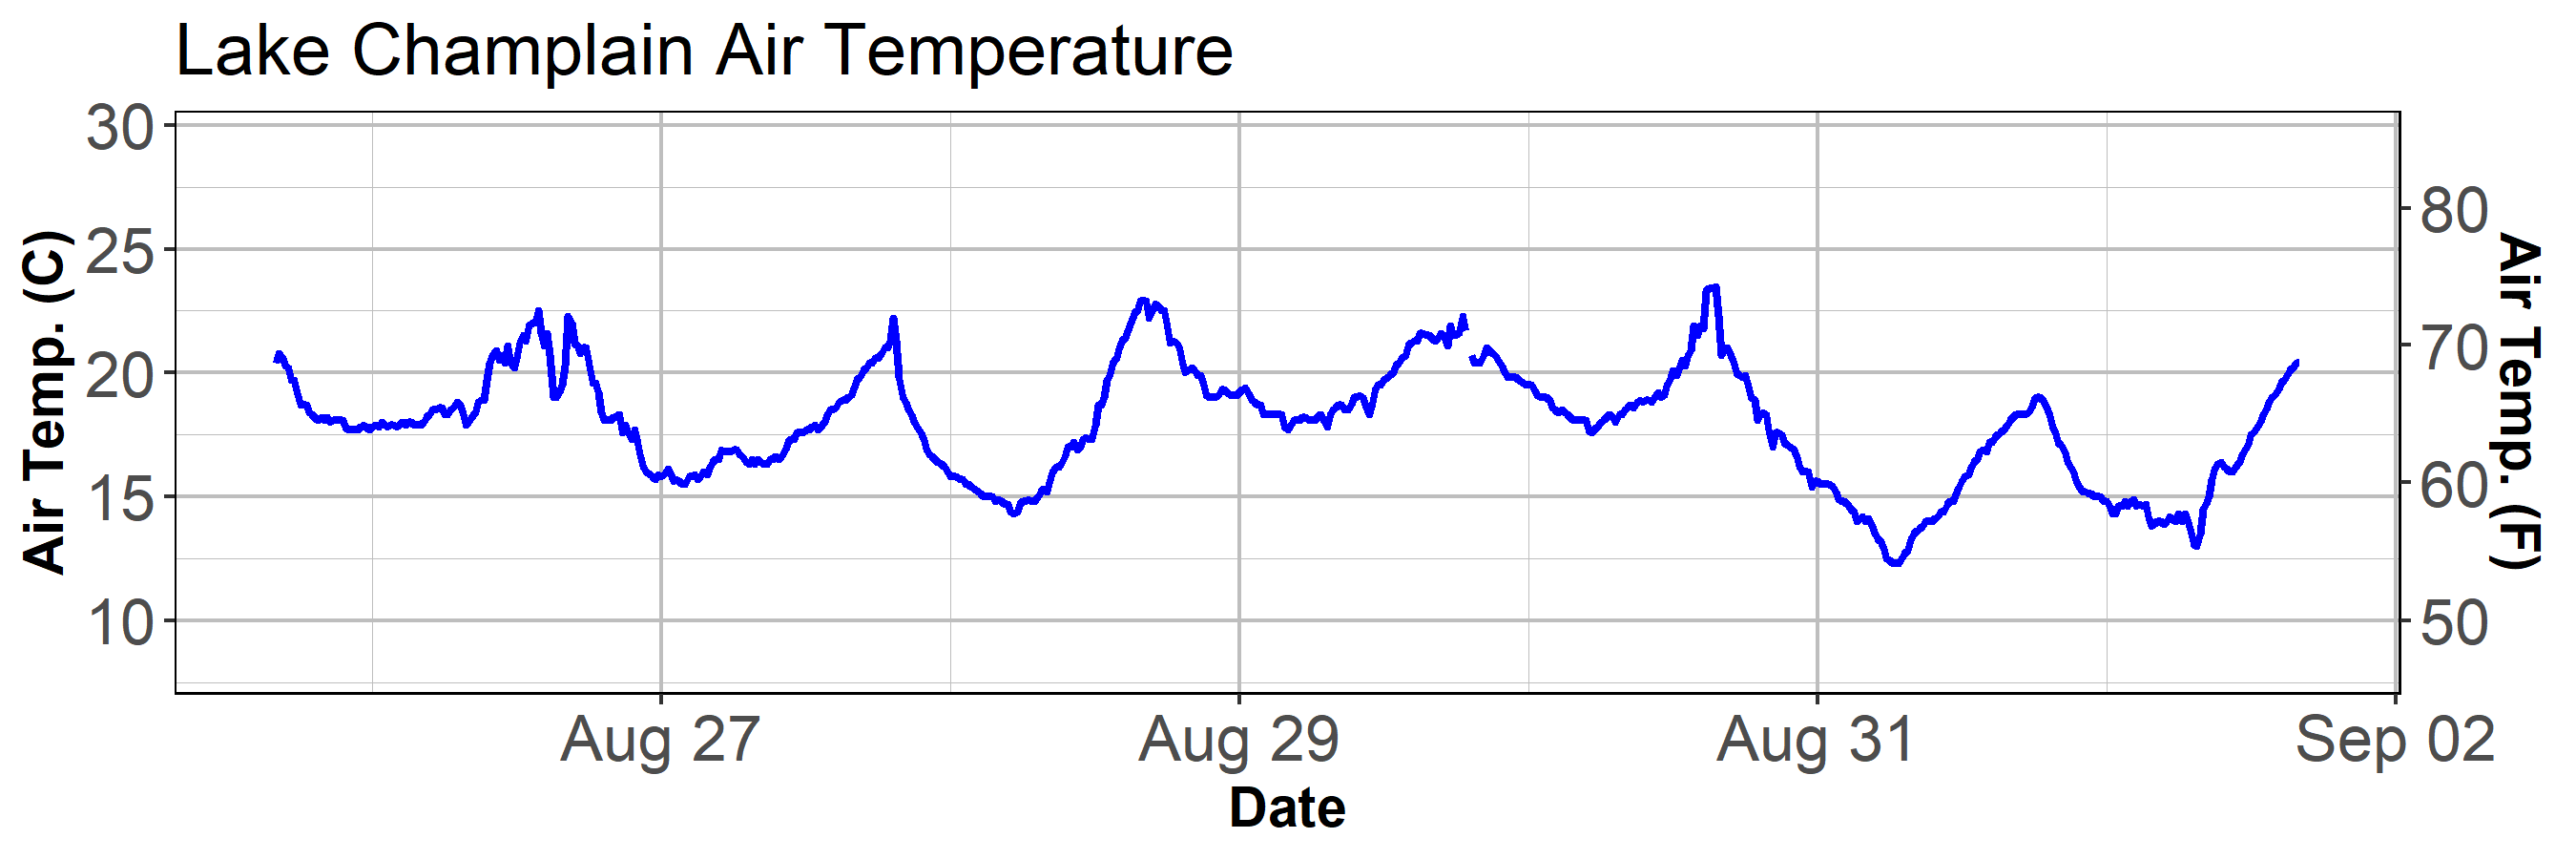 Lake Champlain Air Temperature
30
25
20
15
10
Air Temp. (C)
80
70
60
50
Air Temp. (F)
Aug 27
Aug 29
Aug 31
Sep 02
Date